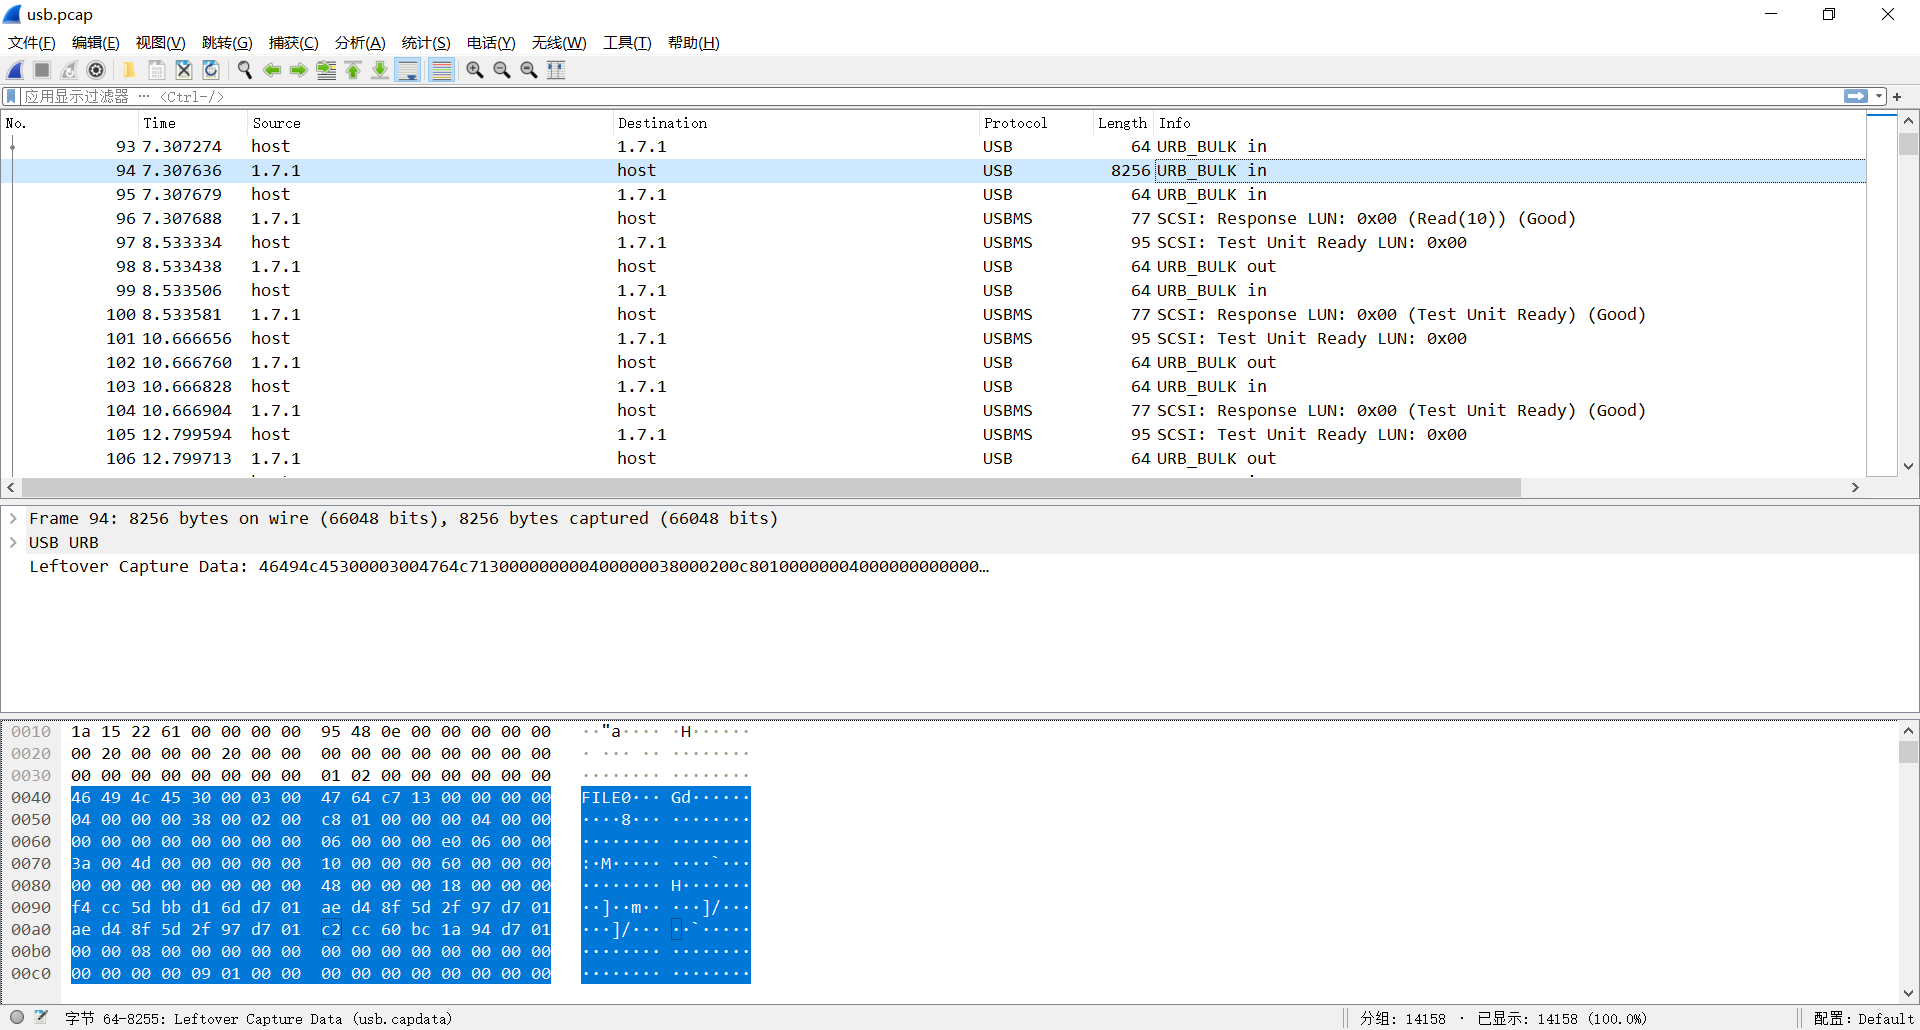 usb.pcap
文件(F) 编辑(E) 视图(V) 跳转(G) 捕获(C) 分析(A) 统计(S) 电话(Y) 无线(W) 工具(T) 帮助(H)
应用显示过滤器 … <Ctrl-/>
No. Time Source Destination Protocol Length Info
93 7.307274 host 1.7.1 USB 64 URB_BULK in
94 7.307636 1.7.1 host USB 8256 URB_BULK in
95 7.307679 host 1.7.1 USB 64 URB_BULK in
96 7.307688 1.7.1 host USBMS 77 SCSI: Response LUN: 0x00 (Read(10)) (Good)
97 8.533334 host 1.7.1 USBMS 95 SCSI: Test Unit Ready LUN: 0x00
98 8.533438 1.7.1 host USB 64 URB_BULK out
99 8.533506 host 1.7.1 USB 64 URB_BULK in
100 8.533581 1.7.1 host USBMS 77 SCSI: Response LUN: 0x00 (Test Unit Ready) (Good)
101 10.666656 host 1.7.1 USBMS 95 SCSI: Test Unit Ready LUN: 0x00
102 10.666760 1.7.1 host USB 64 URB_BULK out
103 10.666828 host 1.7.1 USB 64 URB_BULK in
104 10.666904 1.7.1 host USBMS 77 SCSI: Response LUN: 0x00 (Test Unit Ready) (Good)
105 12.799594 host 1.7.1 USBMS 95 SCSI: Test Unit Ready LUN: 0x00
106 12.799713 1.7.1 host USB 64 URB_BULK out
Frame 94: 8256 bytes on wire (66048 bits), 8256 bytes captured (66048 bits)
USB URB
Leftover Capture Data: 46494c45300003004764c713000000000400000038000200c80100000004000000000000…
0010 1a 15 22 61 00 00 00 00 95 48 0e 00 00 00 00 00 ··"a···· ·H······
0020 00 20 00 00 00 20 00 00 00 00 00 00 00 00 00 00 · ··· ·· ········
0030 00 00 00 00 00 00 00 00 01 02 00 00 00 00 00 00 ········ ········
0040 46 49 4c 45 30 00 03 00 47 64 c7 13 00 00 00 00 FILE0··· Gd······
0050 04 00 00 00 38 00 02 00 c8 01 00 00 00 04 00 00 ····8··· ········
0060 00 00 00 00 00 00 00 00 06 00 00 00 e0 06 00 00 ········ ········
0070 3a 00 4d 00 00 00 00 00 10 00 00 00 60 00 00 00 :·M····· ····`···
0080 00 00 00 00 00 00 00 00 48 00 00 00 18 00 00 00 ········ H·······
0090 f4 cc 5d bb d1 6d d7 01 ae d4 8f 5d 2f 97 d7 01 ··]··m·· ···]/···
00a0 ae d4 8f 5d 2f 97 d7 01 c2 cc 60 bc 1a 94 d7 01 ···]/··· ··`·····
00b0 00 00 08 00 00 00 00 00 00 00 00 00 00 00 00 00 ········ ········
00c0 00 00 00 00 09 01 00 00 00 00 00 00 00 00 00 00 ········ ········
字节 64-8255: Leftover Capture Data (usb.capdata) 分组: 14158 · 已显示: 14158 (100.0%) 配置: Default